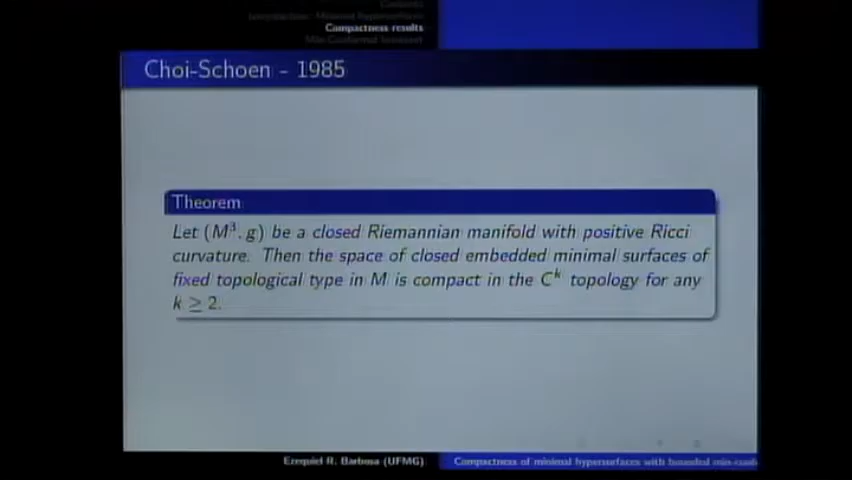 Contents
Introduction: Minimal Hypersurfaces
Compactness results
Min-Conformal Invariant
Choi-Schoen - 1985
Theorem
Let (M³, g) be a closed Riemannian manifold with positive Ricci
curvature. Then the space of closed embedded minimal surfaces of
fixed topological type in M is compact in the Cᵏ topology for any
k ≥ 2.
Ezequiel R. Barbosa (UFMG)
Compactness of minimal hypersurfaces with bounded min-conf